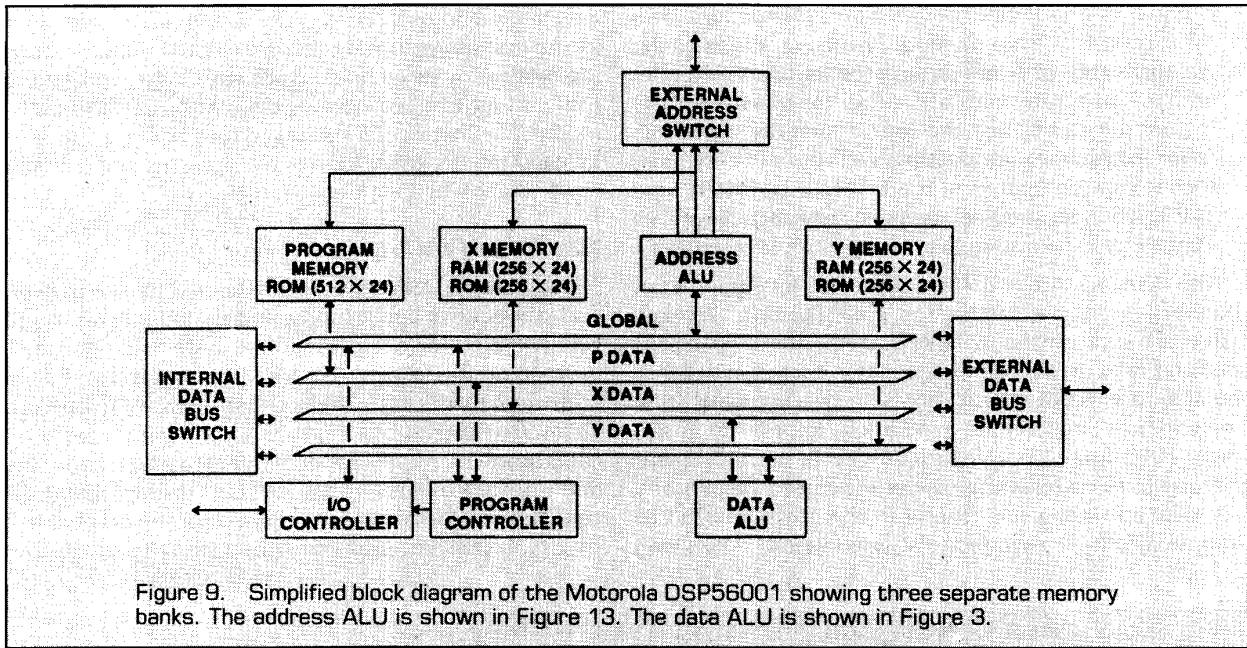 EXTERNAL
ADDRESS
SWITCH
PROGRAM
MEMORY
ROM (512 × 24)
X MEMORY
RAM (256 × 24)
ROM (256 × 24)
ADDRESS
ALU
Y MEMORY
RAM (256 × 24)
ROM (256 × 24)
GLOBAL
P DATA
X DATA
Y DATA
INTERNAL
DATA
BUS
SWITCH
EXTERNAL
DATA
BUS
SWITCH
I/O
CONTROLLER
PROGRAM
CONTROLLER
DATA
ALU
Figure 9. Simplified block diagram of the Motorola DSP56001 showing three separate memory
banks. The address ALU is shown in Figure 13. The data ALU is shown in Figure 3.